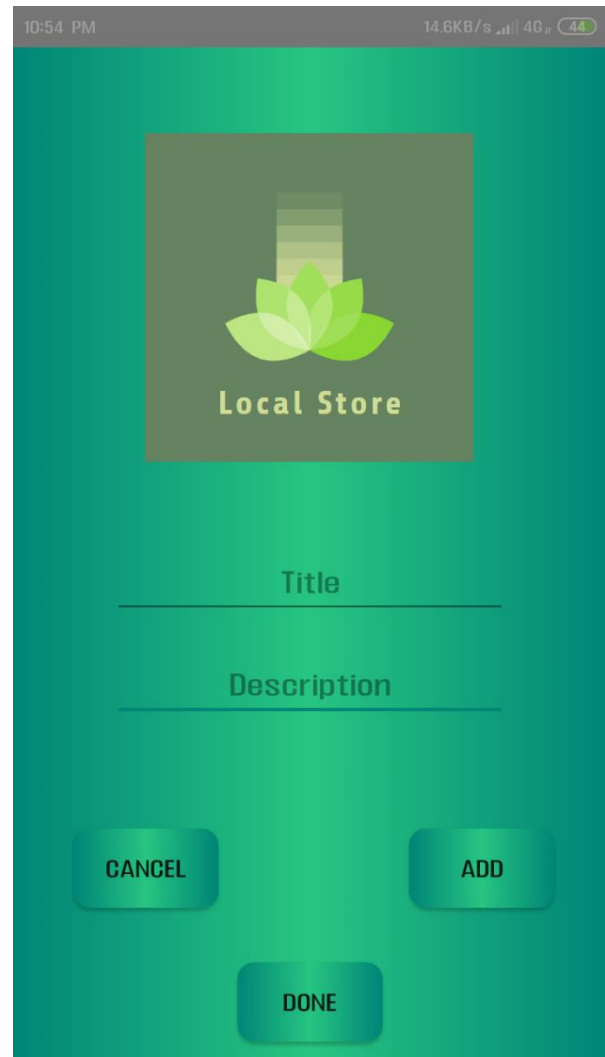 10:54 PM 14.6KB/s 4G 44
Local Store
Title
Description
CANCEL ADD
DONE